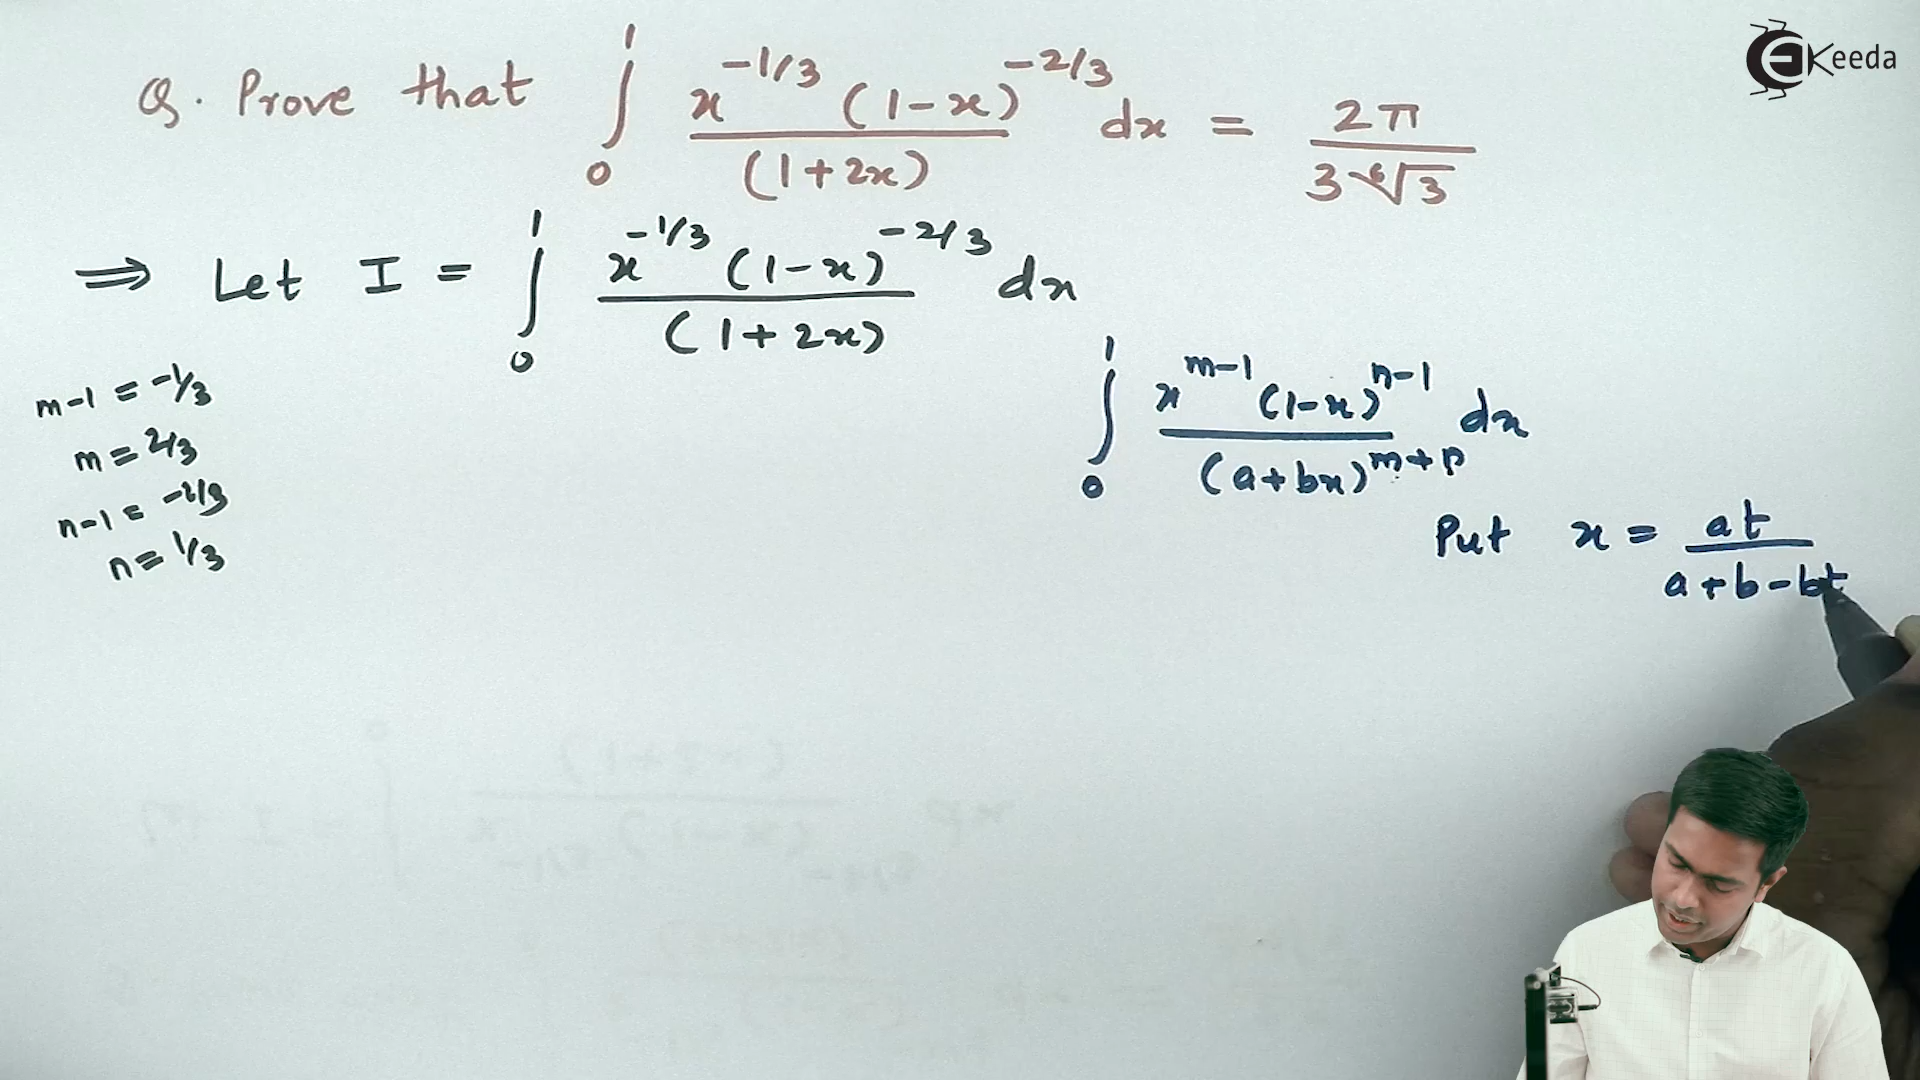 Keeda
Q. Prove that ∫₀¹ x^{-1/3} (1-x)^{-2/3} / (1+2x) dx = 2π / 3 ⁶√3
⇒ Let I = ∫₀¹ x^{-1/3} (1-x)^{-2/3} / (1+2x) dx
m-1 = -1/3
m = 2/3
n-1 = -2/3
n = 1/3
∫₀¹ x^{m-1} (1-x)^{n-1} / (a+bx)^{m+n} dx
Put x = at / a+b-bt